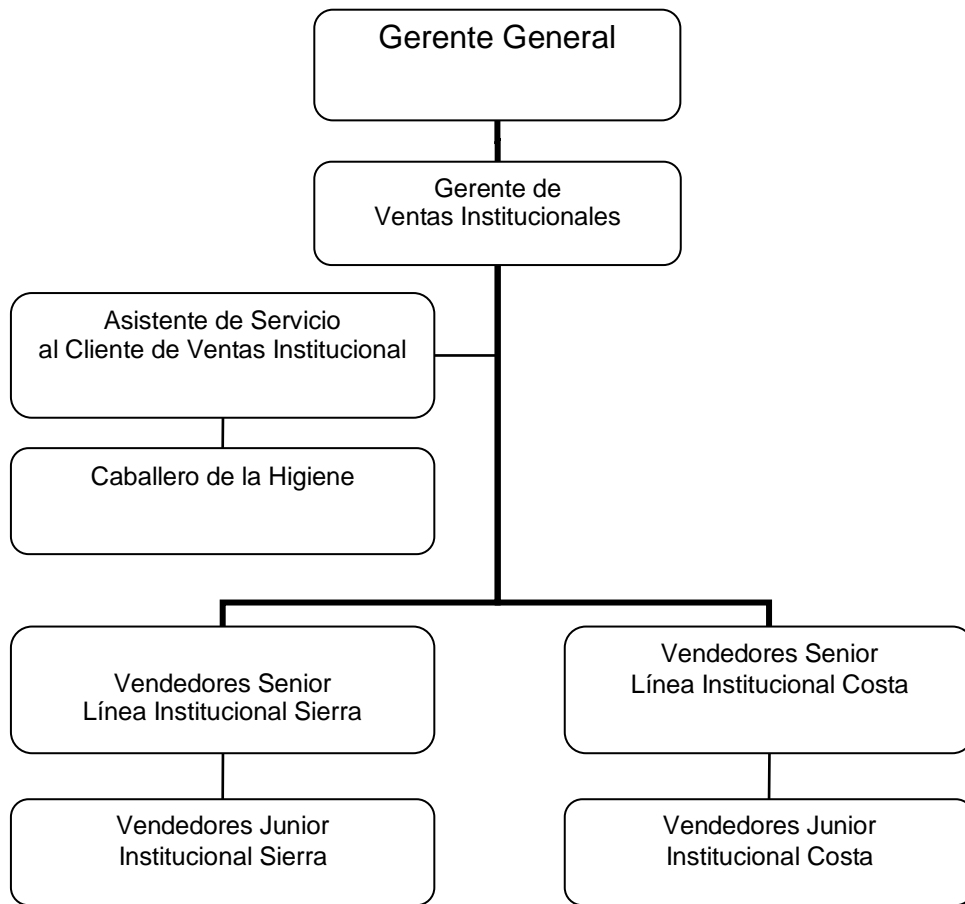 Gerente General
Gerente de
Ventas Institucionales
Asistente de Servicio
al Cliente de Ventas Institucional
Caballero de la Higiene
Vendedores Senior
Línea Institucional Sierra
Vendedores Senior
Línea Institucional Costa
Vendedores Junior
Institucional Sierra
Vendedores Junior
Institucional Costa